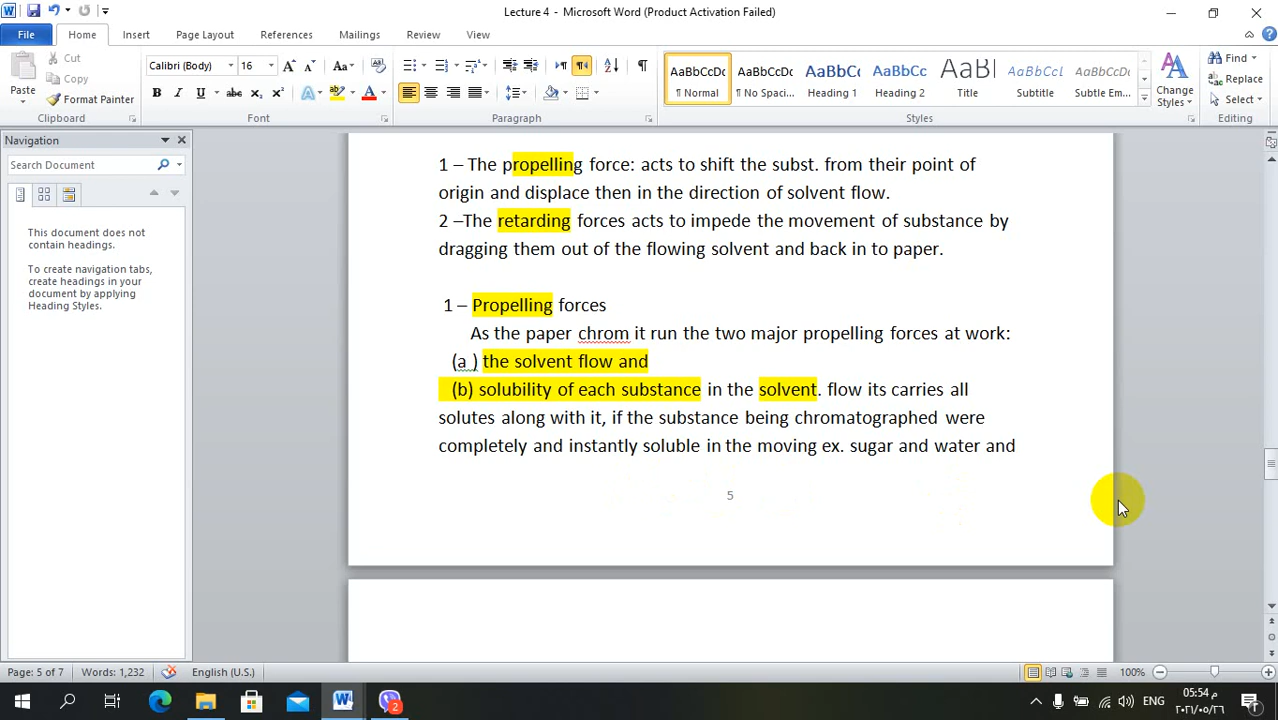 Lecture 4 - Microsoft Word (Product Activation Failed)
File Home Insert Page Layout References Mailings Review View
Paste
Cut
Copy
Format Painter
Clipboard
Calibri (Body) 16
Font
Paragraph
AaBbCcDc AaBbCcDc AaBbCc AaBbCc AaBl AaBbCcl AaBbCcDc
¶ Normal ¶ No Spaci... Heading 1 Heading 2 Title Subtitle Subtle Em...
Change Styles
Styles
Find
Replace
Select
Editing
Navigation
Search Document
This document does not
contain headings.
To create navigation tabs,
create headings in your
document by applying
Heading Styles.
1 – The propelling force: acts to shift the subst. from their point of
origin and displace then in the direction of solvent flow.
2 –The retarding forces acts to impede the movement of substance by
dragging them out of the flowing solvent and back in to paper.
1 – Propelling forces
As the paper chrom it run the two major propelling forces at work:
(a ) the solvent flow and
(b) solubility of each substance in the solvent. flow its carries all
solutes along with it, if the substance being chromatographed were
completely and instantly soluble in the moving ex. sugar and water and
5
Page: 5 of 7 Words: 1,232 English (U.S.) 100%
2
ENG
05:54 م
٢٠٢١/٠٥/٢٦